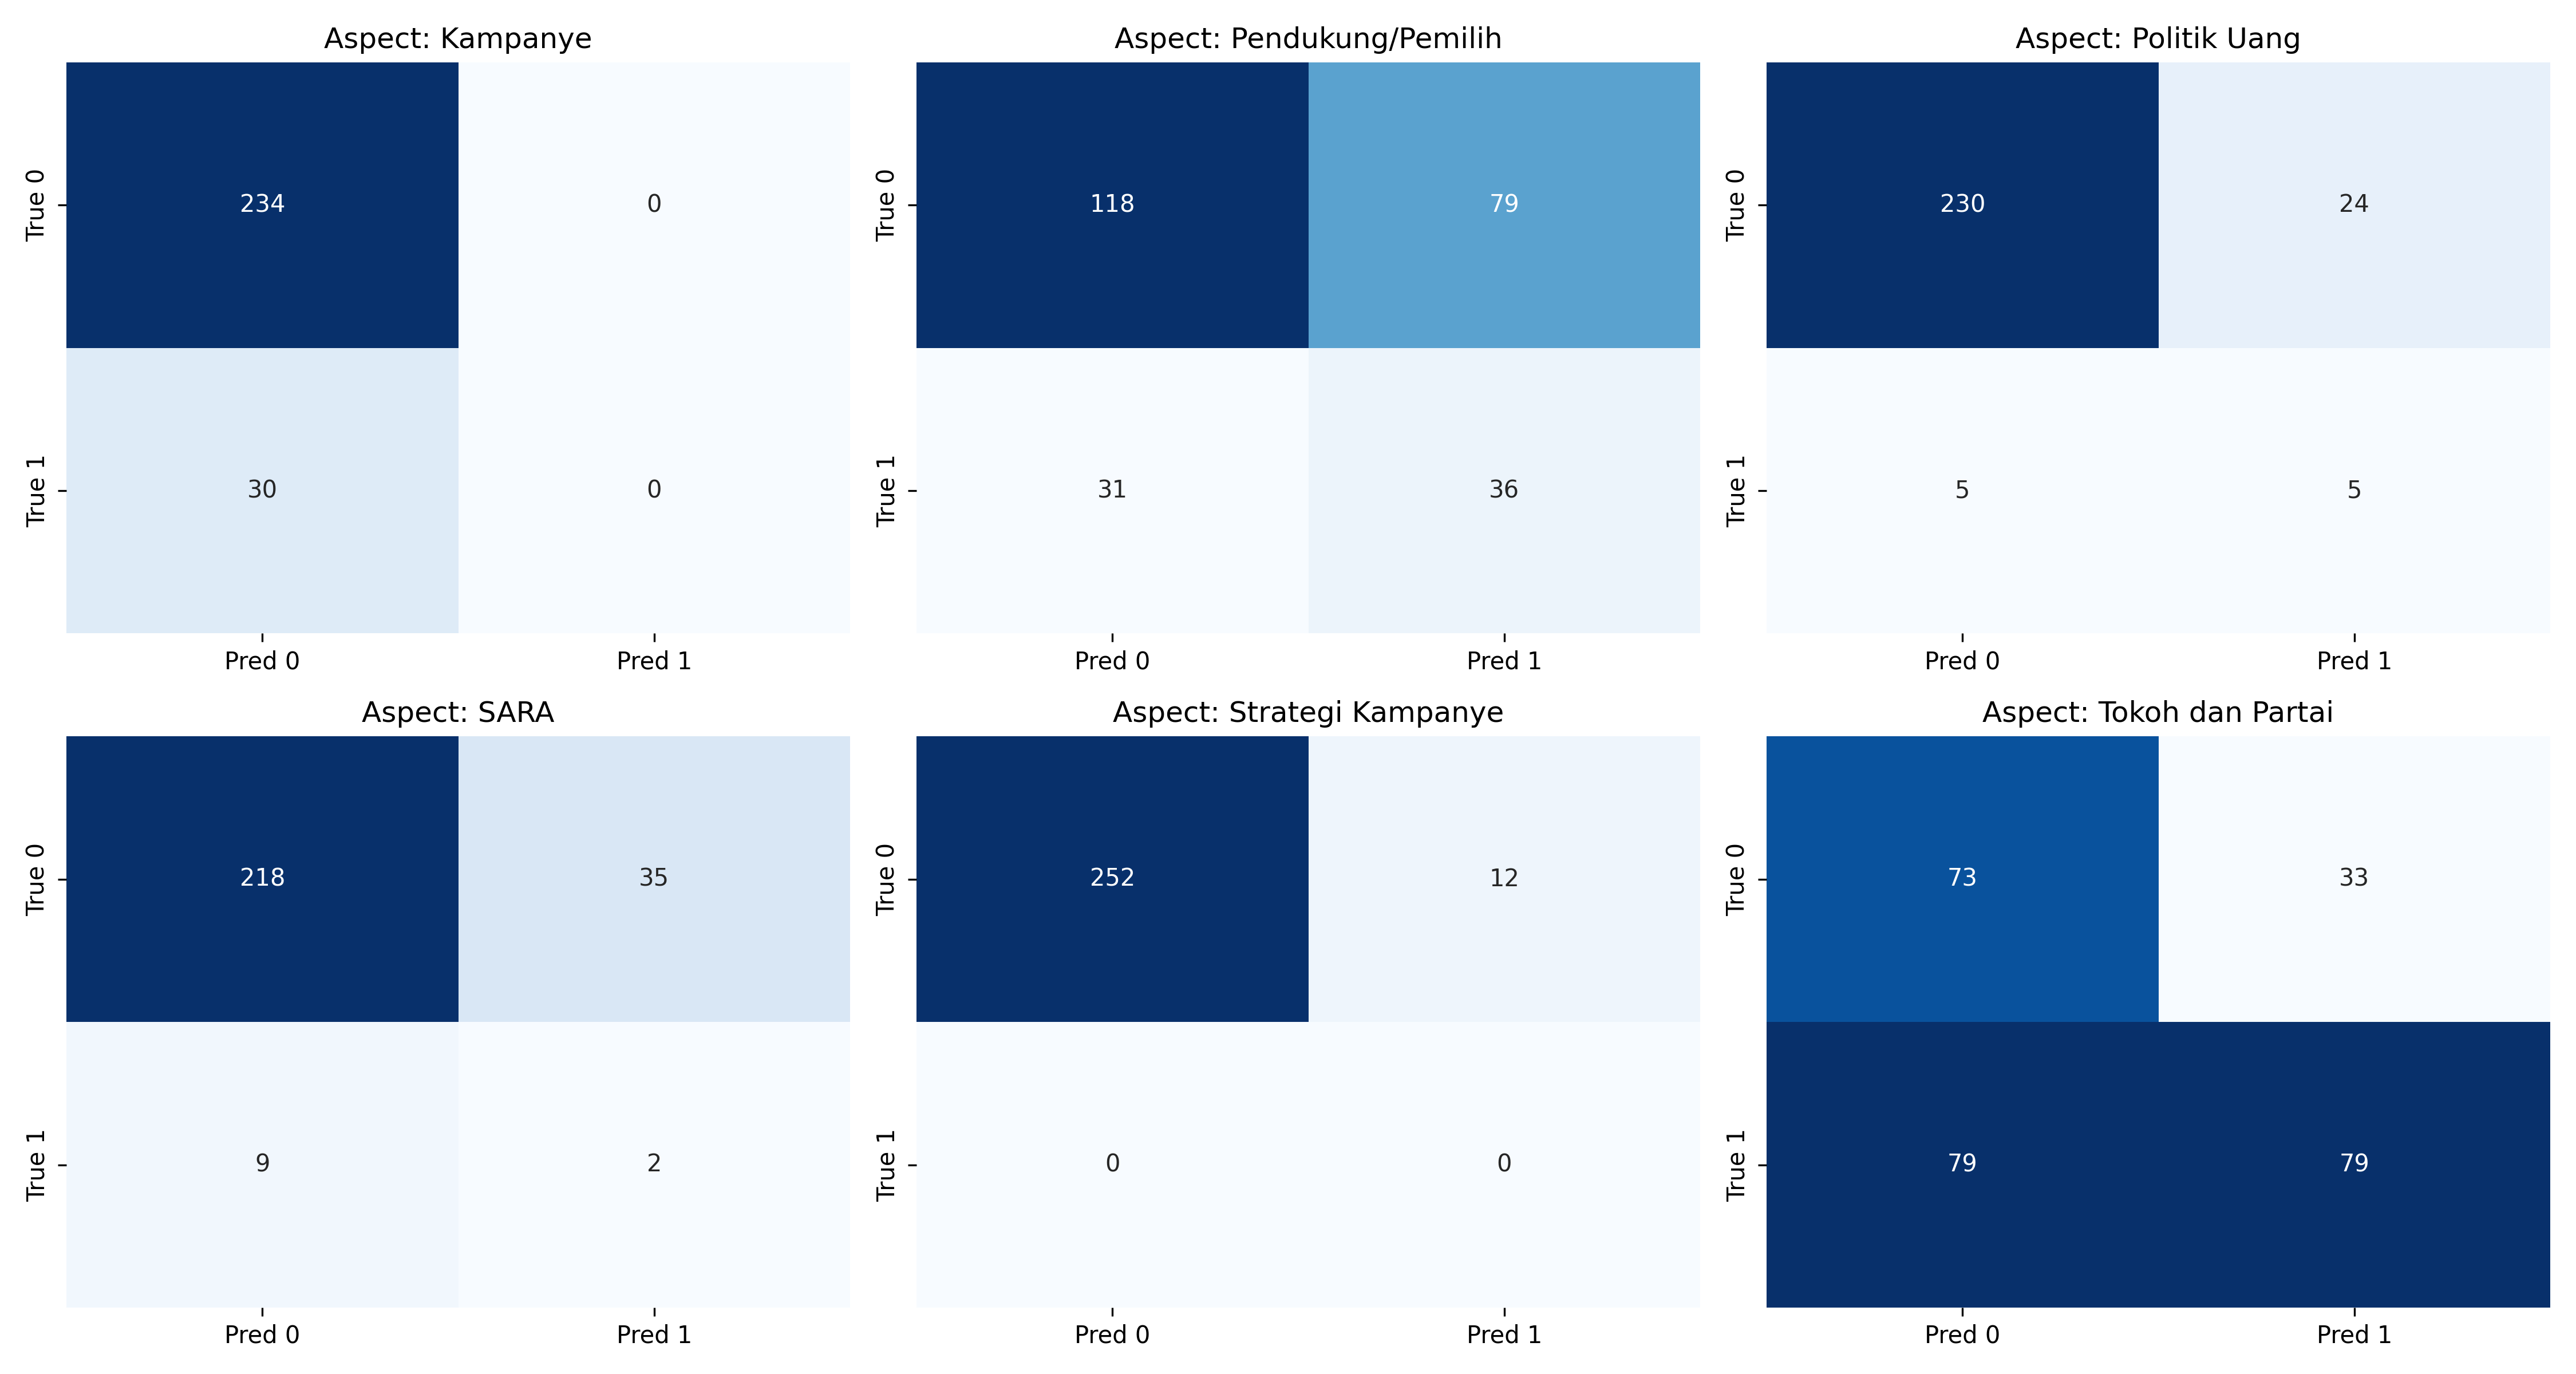 Aspect: Kampanye
True 0
234
0
True 1
30
0
Pred 0
Pred 1
Aspect: Pendukung/Pemilih
True 0
118
79
True 1
31
36
Pred 0
Pred 1
Aspect: Politik Uang
True 0
230
24
True 1
5
5
Pred 0
Pred 1
Aspect: SARA
True 0
218
35
True 1
9
2
Pred 0
Pred 1
Aspect: Strategi Kampanye
True 0
252
12
True 1
0
0
Pred 0
Pred 1
Aspect: Tokoh dan Partai
True 0
73
33
True 1
79
79
Pred 0
Pred 1